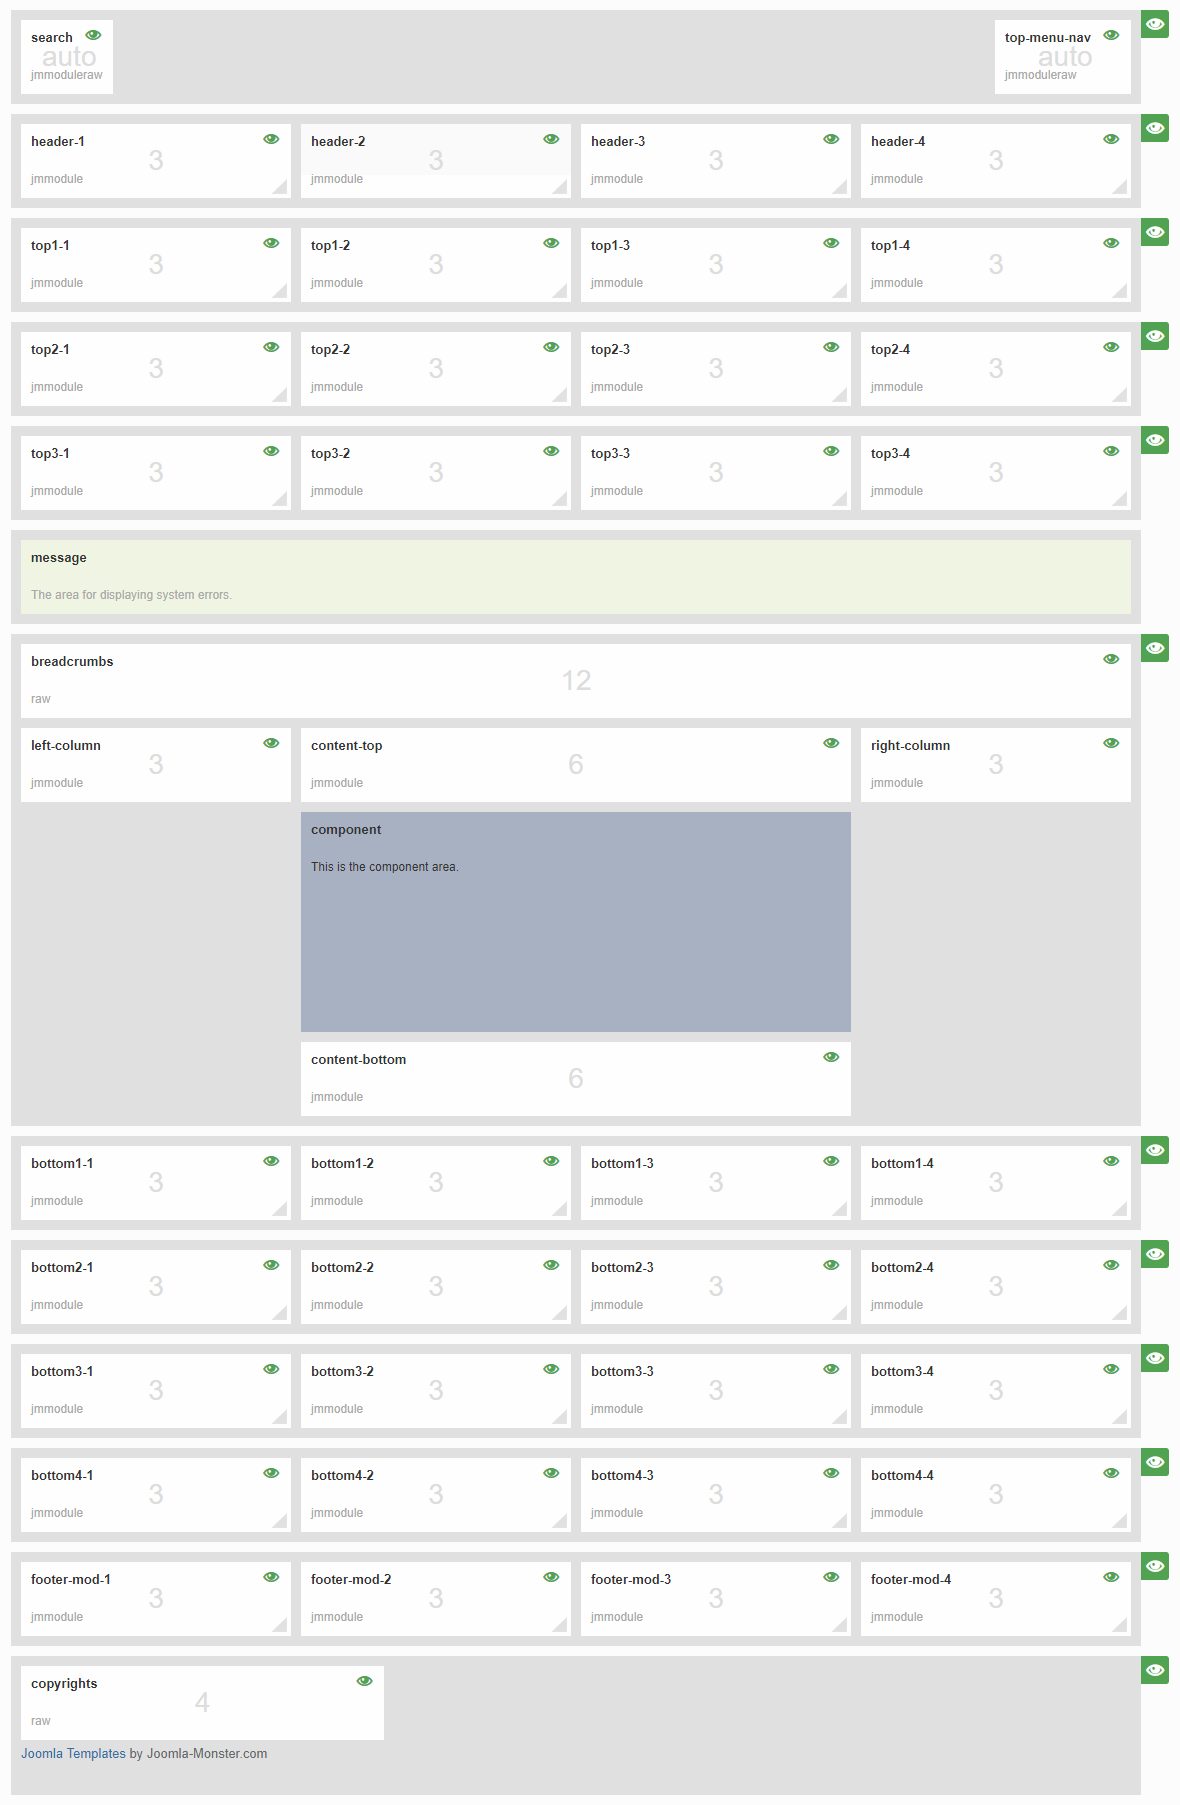 search
auto
jmmoduleraw
top-menu-nav
auto
jmmoduleraw
header-1
3
jmmodule
header-2
3
jmmodule
header-3
3
jmmodule
header-4
3
jmmodule
top1-1
3
jmmodule
top1-2
3
jmmodule
top1-3
3
jmmodule
top1-4
3
jmmodule
top2-1
3
jmmodule
top2-2
3
jmmodule
top2-3
3
jmmodule
top2-4
3
jmmodule
top3-1
3
jmmodule
top3-2
3
jmmodule
top3-3
3
jmmodule
top3-4
3
jmmodule
message
The area for displaying system errors.
breadcrumbs
12
raw
left-column
3
jmmodule
content-top
6
jmmodule
right-column
3
jmmodule
component
This is the component area.
content-bottom
6
jmmodule
bottom1-1
3
jmmodule
bottom1-2
3
jmmodule
bottom1-3
3
jmmodule
bottom1-4
3
jmmodule
bottom2-1
3
jmmodule
bottom2-2
3
jmmodule
bottom2-3
3
jmmodule
bottom2-4
3
jmmodule
bottom3-1
3
jmmodule
bottom3-2
3
jmmodule
bottom3-3
3
jmmodule
bottom3-4
3
jmmodule
bottom4-1
3
jmmodule
bottom4-2
3
jmmodule
bottom4-3
3
jmmodule
bottom4-4
3
jmmodule
footer-mod-1
3
jmmodule
footer-mod-2
3
jmmodule
footer-mod-3
3
jmmodule
footer-mod-4
3
jmmodule
copyrights
4
raw
Joomla Templates by Joomla-Monster.com